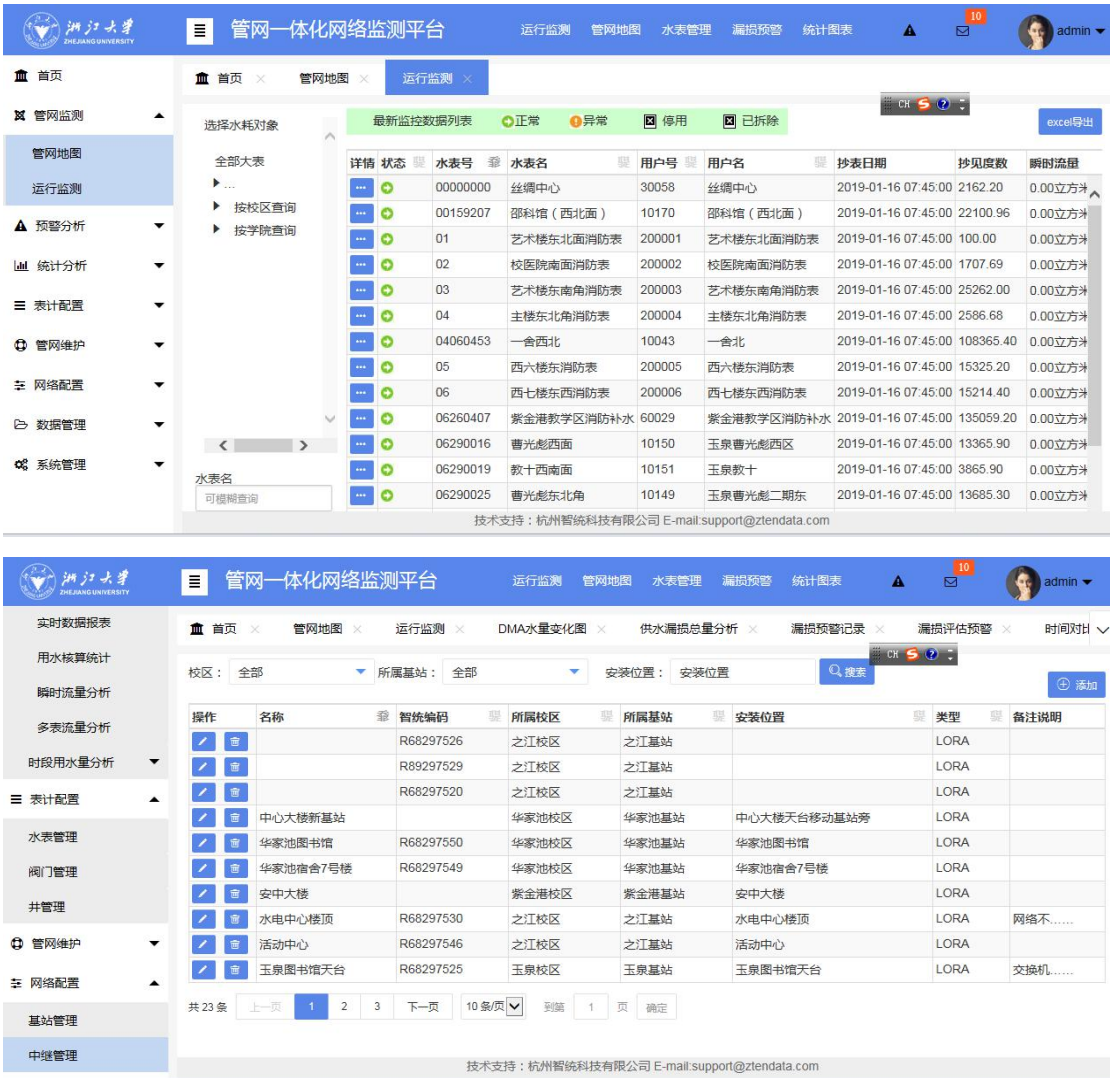 浙江大学 ZHEJIANG UNIVERSITY 管网一体化网络监测平台 运行监测 管网地图 水表管理 漏损预警 统计图表 10 admin
首页
管网监测
管网地图
运行监测
预警分析
统计分析
表计配置
管网维护
网络配置
数据管理
系统管理
首页 管网地图 运行监测
CH
选择水耗对象
全部大表
...
按校区查询
按学院查询
水表名
可模糊查询
最新监控数据列表 正常 异常 停用 已拆除 excel导出
详情 状态 水表号 水表名 用户号 用户名 抄表日期 抄见度数 瞬时流量
00000000 丝绸中心 30058 丝绸中心 2019-01-16 07:45:00 2162.20 0.00立方米
00159207 邵科馆（西北面） 10170 邵科馆（西北面） 2019-01-16 07:45:00 22100.96 0.00立方米
01 艺术楼东北面消防表 200001 艺术楼东北面消防表 2019-01-16 07:45:00 100.00 0.00立方米
02 校医院南面消防表 200002 校医院南面消防表 2019-01-16 07:45:00 1707.69 0.00立方米
03 艺术楼东南角消防表 200003 艺术楼东南角消防表 2019-01-16 07:45:00 25262.00 0.00立方米
04 主楼东北角消防表 200004 主楼东北角消防表 2019-01-16 07:45:00 2586.68 0.00立方米
04060453 一舍西北 10043 一舍北 2019-01-16 07:45:00 108365.40 0.00立方米
05 西六楼东消防表 200005 西六楼东消防表 2019-01-16 07:45:00 15325.20 0.00立方米
06 西七楼东西消防表 200006 西七楼东西消防表 2019-01-16 07:45:00 15214.40 0.00立方米
06260407 紫金港教学区消防补水 60029 紫金港教学区消防补水 2019-01-16 07:45:00 135059.20 0.00立方米
06290016 曹光彪西面 10150 玉泉曹光彪西区 2019-01-16 07:45:00 13365.90 0.00立方米
06290019 教十西南面 10151 玉泉教十 2019-01-16 07:45:00 3865.90 0.00立方米
06290025 曹光彪东北角 10149 玉泉曹光彪二期东 2019-01-16 07:45:00 13685.30 0.00立方米
技术支持：杭州智统科技有限公司 E-mail:support@ztendata.com
浙江大学 ZHEJIANG UNIVERSITY 管网一体化网络监测平台 运行监测 管网地图 水表管理 漏损预警 统计图表 10 admin
实时数据报表
用水核算统计
瞬时流量分析
多表流量分析
时段用水量分析
表计配置
水表管理
阀门管理
井管理
管网维护
网络配置
基站管理
中继管理
首页 管网地图 运行监测 DMA水量变化图 供水漏损总量分析 漏损预警记录 漏损评估预警 时间对比
CH
校区： 全部 所属基站： 全部 安装位置： 安装位置 搜索
添加
操作 名称 智统编码 所属校区 所属基站 安装位置 类型 备注说明
R68297526 之江校区 之江基站 LORA
R89297529 之江校区 之江基站 LORA
R68297520 之江校区 之江基站 LORA
中心大楼新基站 华家池校区 华家池基站 中心大楼天台移动基站旁 LORA
华家池图书馆 R68297550 华家池校区 华家池基站 华家池图书馆 LORA
华家池宿舍7号楼 R68297549 华家池校区 华家池基站 华家池宿舍7号楼 LORA
安中大楼 紫金港校区 紫金港基站 安中大楼 LORA
水电中心楼顶 R68297530 之江校区 之江基站 水电中心楼顶 LORA 网络不……
活动中心 R68297546 之江校区 之江基站 活动中心 LORA
玉泉图书馆天台 R68297525 玉泉校区 玉泉基站 玉泉图书馆天台 LORA 交换机……
共 23 条 上一页 1 2 3 下一页 10 条/页 到第 1 页 确定
技术支持：杭州智统科技有限公司 E-mail:support@ztendata.com